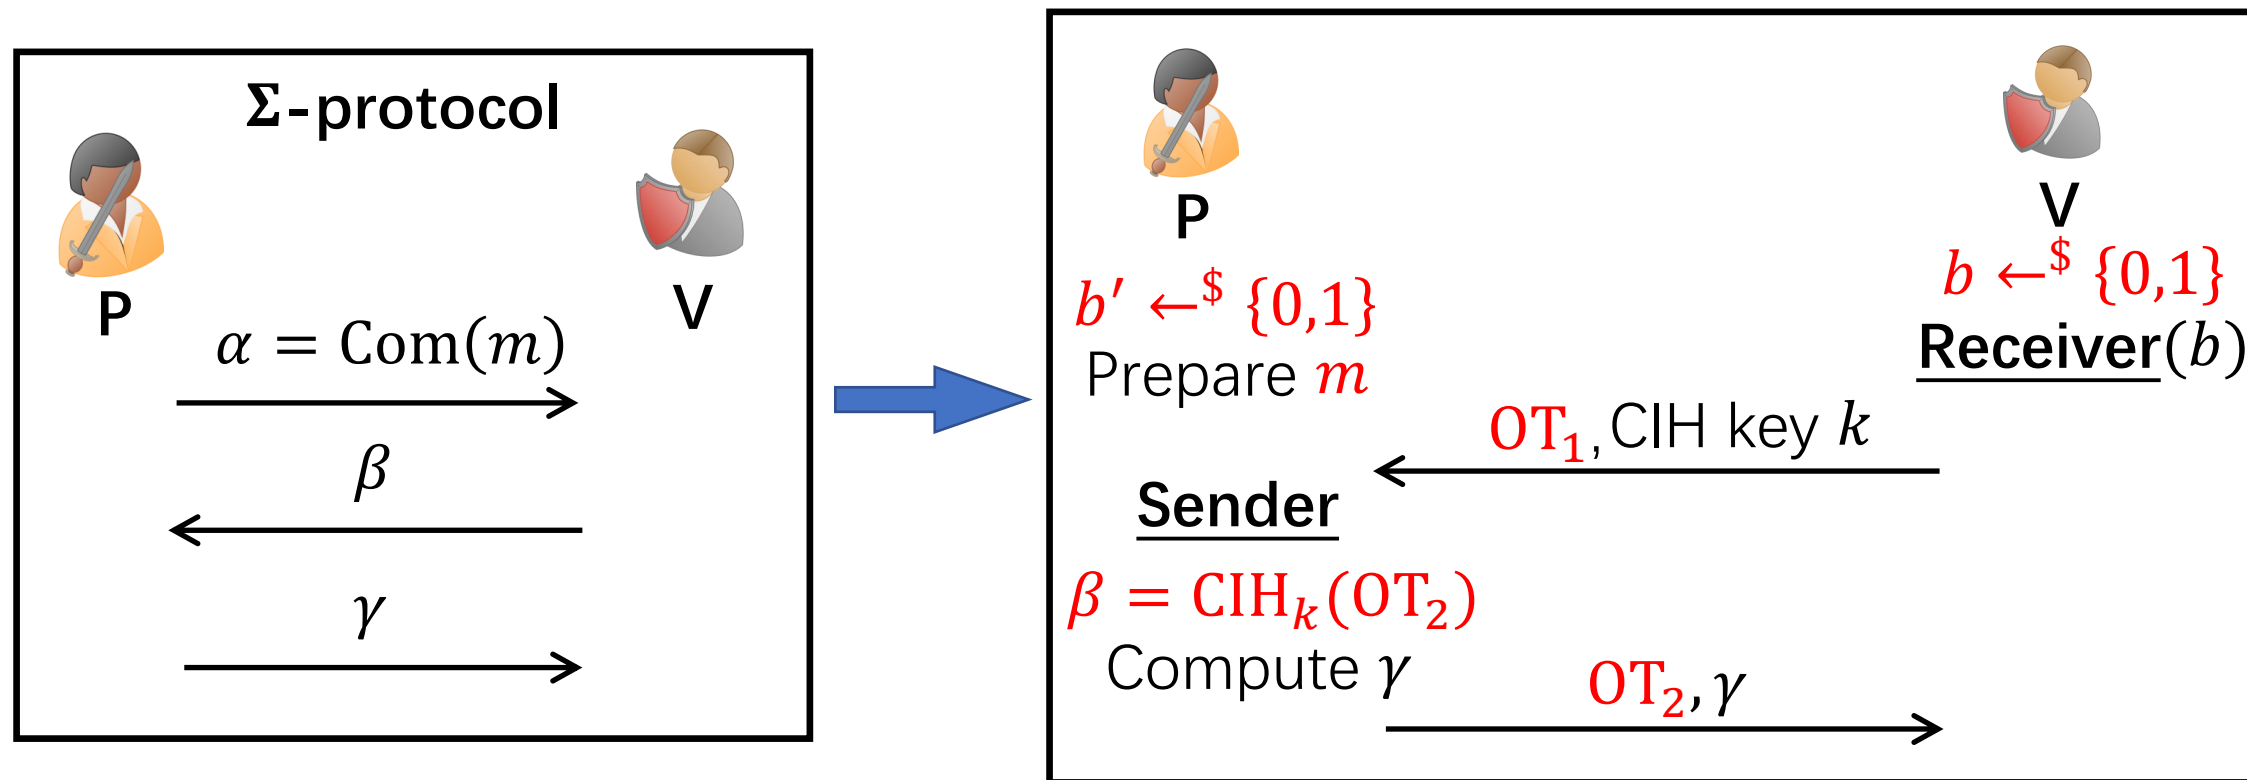 Σ-protocol
P
V
α = Com(m)
β
γ
P
V
b′ ←$ {0,1}
Prepare m
b ←$ {0,1}
Receiver(b)
OT₁, CIH key k
Sender
β = CIHₖ(OT₂)
Compute γ
OT₂, γ